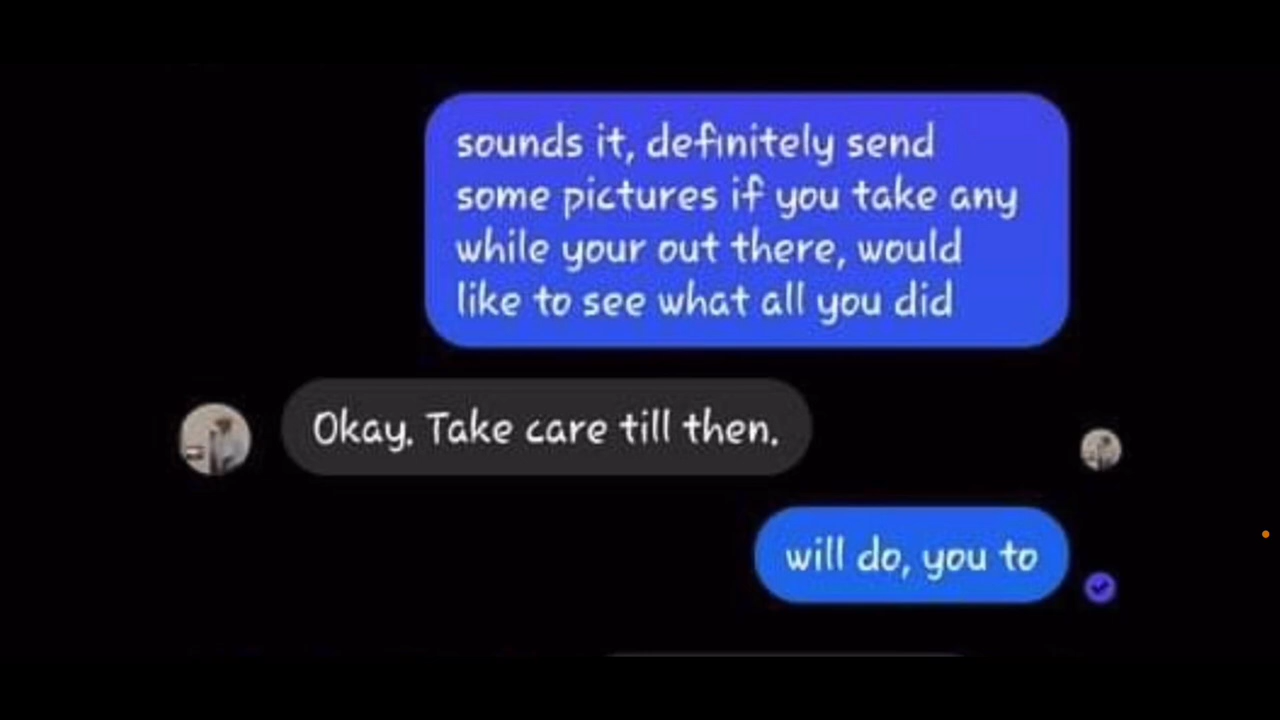 sounds it, definitely send
some pictures if you take any
while your out there, would
like to see what all you did
Okay. Take care till then.
will do, you to